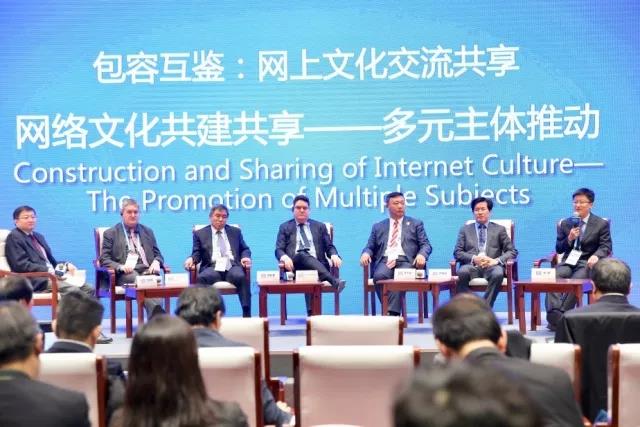 包容互鉴：网上文化交流共享
网络文化共建共享——多元主体推动
Construction and Sharing of Internet Culture—
The Promotion of Multiple Subjects